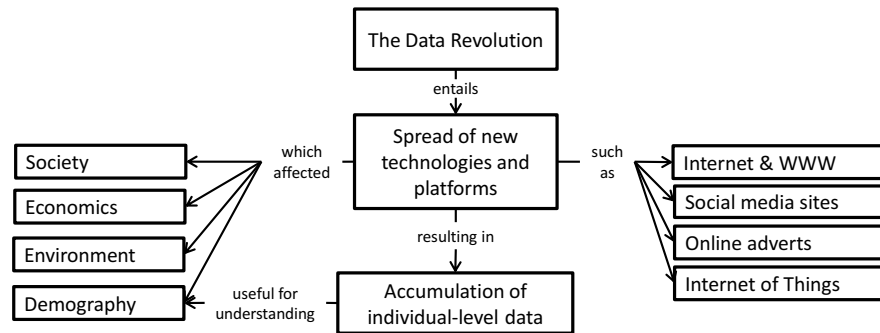 The Data Revolution
entails
Spread of new
technologies and
platforms
which
affected
such
as
Society
Economics
Environment
Demography
Internet & WWW
Social media sites
Online adverts
Internet of Things
resulting in
Accumulation of
individual-level data
useful for
understanding